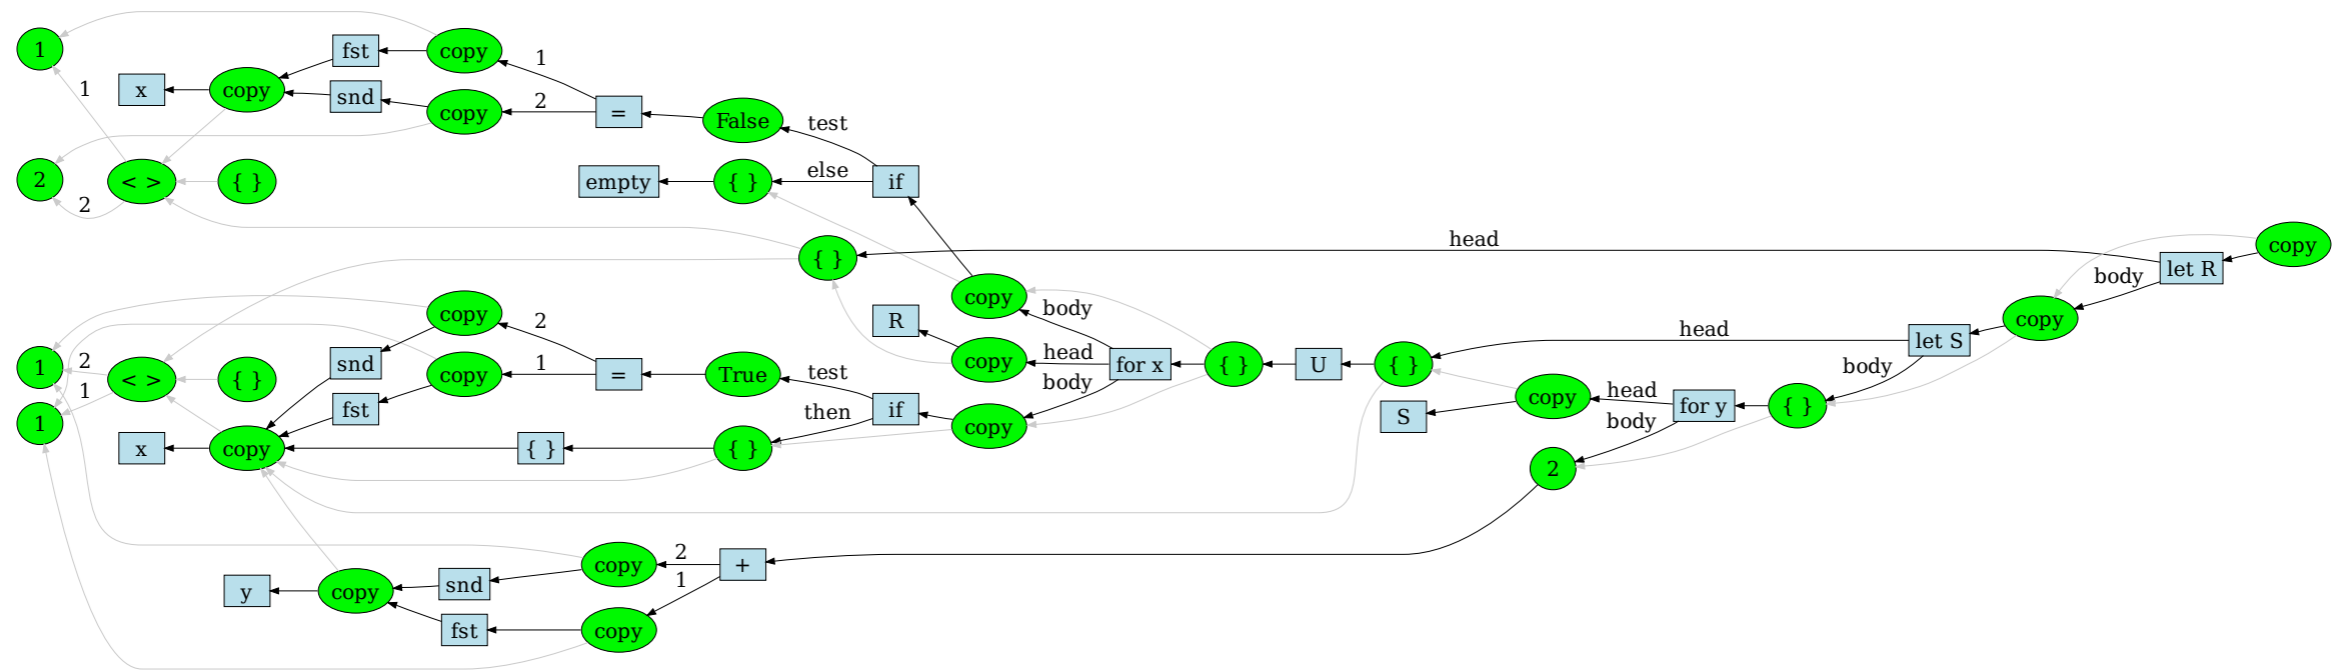 1
fst
copy
1
x
copy
1
snd
copy
2
=
False
test
2
< >
{ }
2
empty
{ }
else
if
head
{ }
let R
copy
body
copy
body
R
copy
head
for x
body
{ }
U
{ }
head
let S
copy
body
copy
2
1
2
1
< >
{ }
snd
copy
1
=
True
test
fst
then
if
copy
1
x
copy
{ }
{ }
S
copy
head
body
for y
{ }
2
copy
2
+
1
y
copy
snd
fst
copy